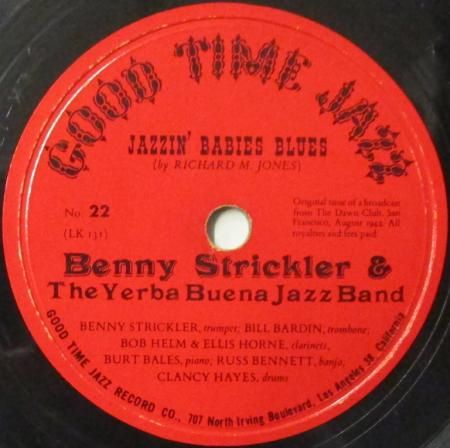 GOOD TIME JAZZ
JAZZIN' BABIES BLUES
(by RICHARD M. JONES)
No. 22
(LK 131)
Original issue of a broadcast
from The Dawn Club, San
Francisco, August 1942. All
royalties and fees paid.
Benny Strickler &
The Yerba Buena Jazz Band
BENNY STRICKLER, trumpet; BILL BARDIN, trombone;
BOB HELM & ELLIS HORNE, clarinets,
BURT BALES, piano; RUSS BENNETT, banjo,
CLANCY HAYES, drums
GOOD TIME JAZZ RECORD CO., 707 North Irving Boulevard, Los Angeles 38, California